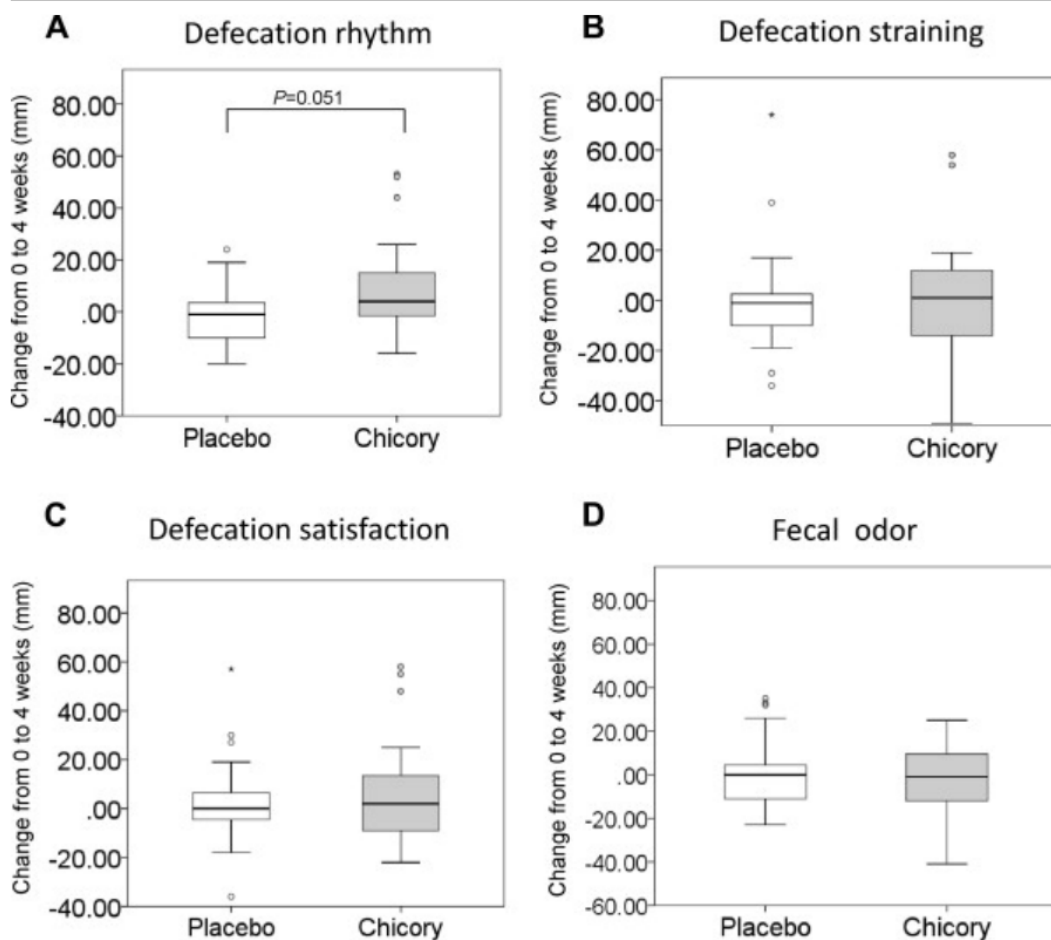 A
Defecation rhythm
Change from 0 to 4 weeks (mm)
80.00
60.00
40.00
20.00
.00
-20.00
-40.00
P=0.051
Placebo
Chicory
B
Defecation straining
Change from 0 to 4 weeks (mm)
80.00
60.00
40.00
20.00
.00
-20.00
-40.00
Placebo
Chicory
C
Defecation satisfaction
Change from 0 to 4 weeks (mm)
80.00
60.00
40.00
20.00
.00
-20.00
-40.00
Placebo
Chicory
D
Fecal odor
Change from 0 to 4 weeks (mm)
80.00
60.00
40.00
20.00
.00
-20.00
-40.00
-60.00
Placebo
Chicory